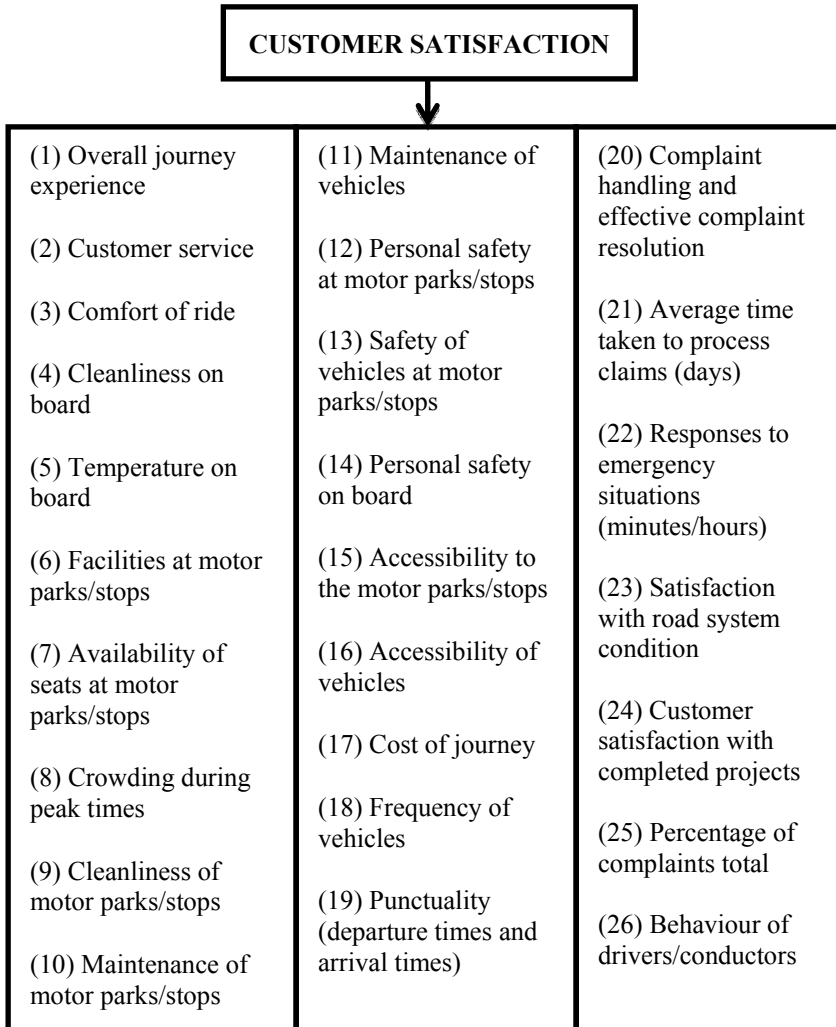 CUSTOMER SATISFACTION
(1) Overall journey
experience
(2) Customer service
(3) Comfort of ride
(4) Cleanliness on
board
(5) Temperature on
board
(6) Facilities at motor
parks/stops
(7) Availability of
seats at motor
parks/stops
(8) Crowding during
peak times
(9) Cleanliness of
motor parks/stops
(10) Maintenance of
motor parks/stops
(11) Maintenance of
vehicles
(12) Personal safety
at motor parks/stops
(13) Safety of
vehicles at motor
parks/stops
(14) Personal safety
on board
(15) Accessibility to
the motor parks/stops
(16) Accessibility of
vehicles
(17) Cost of journey
(18) Frequency of
vehicles
(19) Punctuality
(departure times and
arrival times)
(20) Complaint
handling and
effective complaint
resolution
(21) Average time
taken to process
claims (days)
(22) Responses to
emergency
situations
(minutes/hours)
(23) Satisfaction
with road system
condition
(24) Customer
satisfaction with
completed projects
(25) Percentage of
complaints total
(26) Behaviour of
drivers/conductors